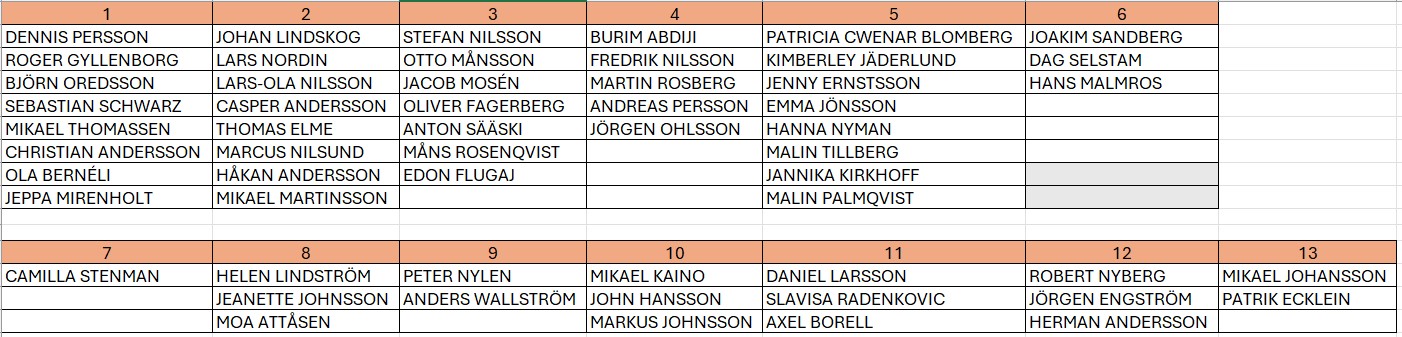 1 2 3 4 5 6
DENNIS PERSSON JOHAN LINDSKOG STEFAN NILSSON BURIM ABDIJI PATRICIA CWENAR BLOMBERG JOAKIM SANDBERG
ROGER GYLLENBORG LARS NORDIN OTTO MÅNSSON FREDRIK NILSSON KIMBERLEY JÄDERLUND DAG SELSTAM
BJÖRN OREDSSON LARS-OLA NILSSON JACOB MOSÉN MARTIN ROSBERG JENNY ERNSTSSON HANS MALMROS
SEBASTIAN SCHWARZ CASPER ANDERSSON OLIVER FAGERBERG ANDREAS PERSSON EMMA JÖNSSON
MIKAEL THOMASSEN THOMAS ELME ANTON SÄÄSKI JÖRGEN OHLSSON HANNA NYMAN
CHRISTIAN ANDERSSON MARCUS NILSUND MÅNS ROSENQVIST MALIN TILLBERG
OLA BERNÉLI HÅKAN ANDERSSON EDON FLUGAJ JANNIKA KIRKHOFF
JEPPA MIRENHOLT MIKAEL MARTINSSON MALIN PALMQVIST
7 8 9 10 11 12 13
CAMILLA STENMAN HELEN LINDSTRÖM PETER NYLEN MIKAEL KAINO DANIEL LARSSON ROBERT NYBERG MIKAEL JOHANSSON
JEANETTE JOHNSSON ANDERS WALLSTRÖM JOHN HANSSON SLAVISA RADENKOVIC JÖRGEN ENGSTRÖM PATRIK ECKLEIN
MOA ATTÅSEN MARKUS JOHNSSON AXEL BORELL HERMAN ANDERSSON